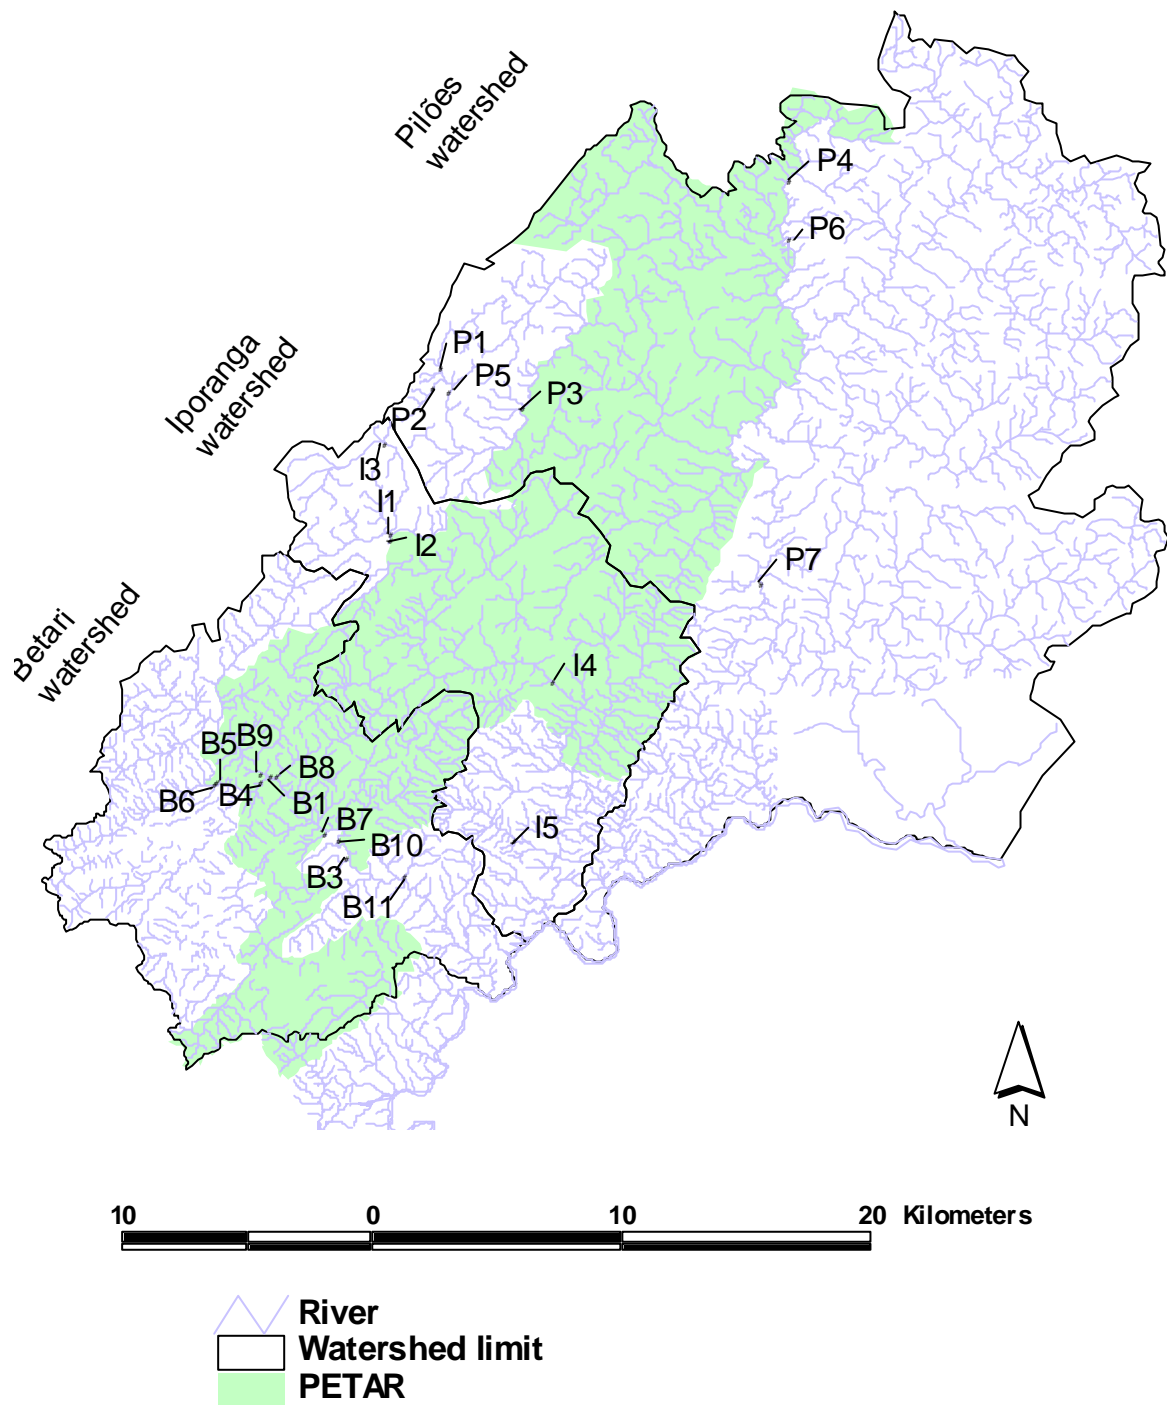 Pilões
watershed
P4
P6
Iporanga
watershed
P1
P5
P3
P2
I3
I1
I2
P7
Betari
watershed
I4
B9
B5
B8
B6
B4
B1
B7
B10
I5
B3
B11
N
10 0 10 20 Kilometers
River
Watershed limit
PETAR